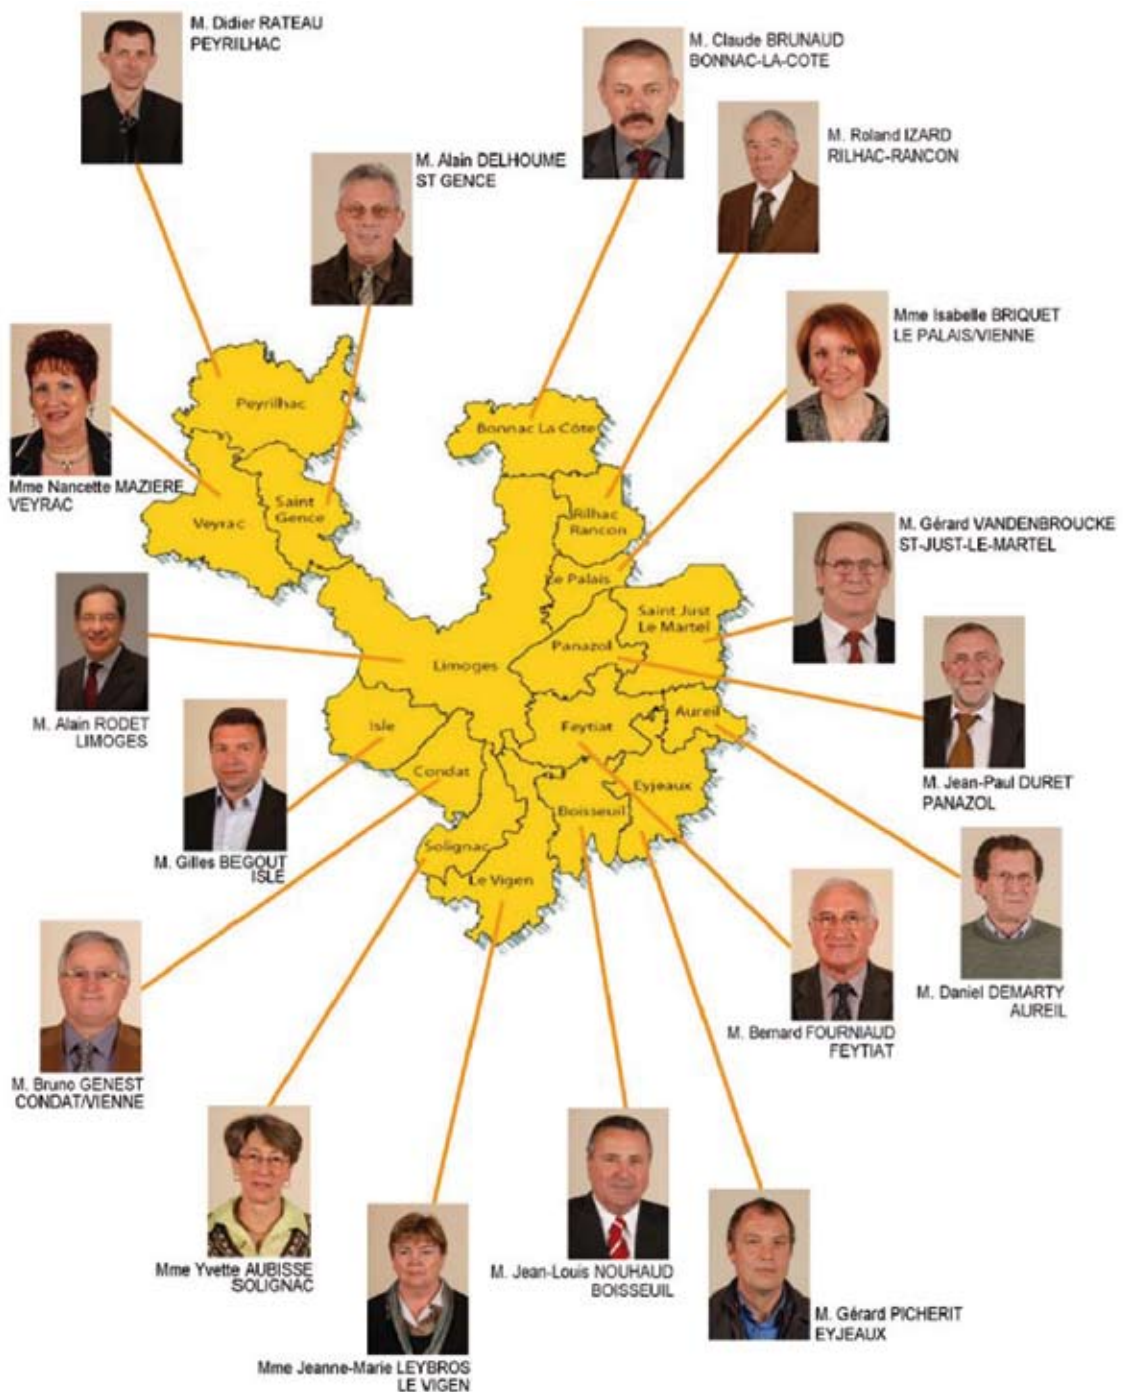 M. Didier RATEAU
PEYRILHAC
M. Claude BRUNAUD
BONNAC-LA-COTE
M. Roland IZARD
RILHAC-RANCON
M. Alain DELHOUME
ST GENCE
Mme Isabelle BRIQUET
LE PALAIS/VIENNE
Mme Nancette MAZIERE
VEYRAC
M. Gérard VANDENBROUCKE
ST-JUST-LE-MARTEL
M. Alain RODET
LIMOGES
M. Jean-Paul DURET
PANAZOL
M. Gilles BEGOUT
ISLE
M. Daniel DEMARTY
AUREIL
M. Bernard FOURNIAUD
FEYTIAT
M. Bruno GENEST
CONDAT/VIENNE
Mme Yvette AUBISSE
SOLIGNAC
M. Jean-Louis NOUHAUD
BOISSEUIL
M. Gérard PICHERIT
EYJEAUX
Mme Jeanne-Marie LEYBROS
LE VIGEN
Peyrilhac
Bonnac La Côte
Veyrac
Saint
Gence
Rilhac
Rancon
Le Palais
Saint Just
Le Martel
Panazol
Limoges
Isle
Feytiat
Aureil
Condat
Eyjeaux
Boisseuil
Solignac
Le Vigen